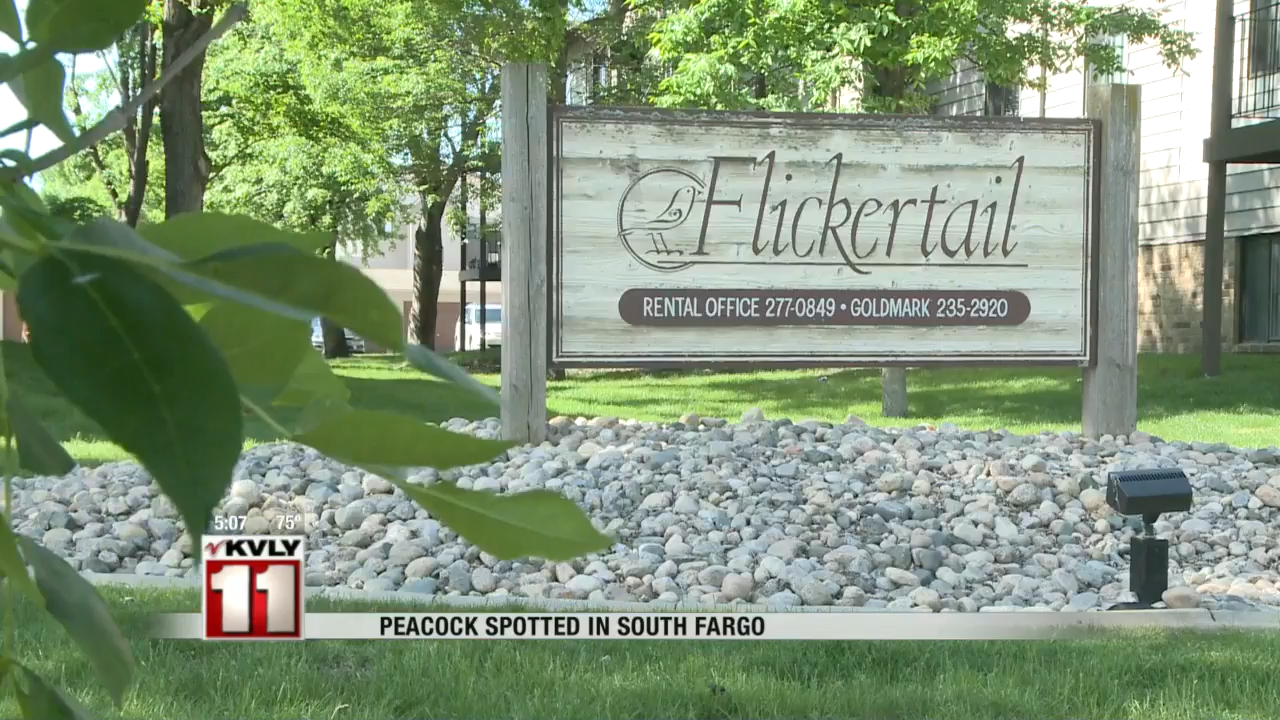 Flickertail
RENTAL OFFICE 277-0849 • GOLDMARK 235-2920
5:07 75°
KVLY
11
PEACOCK SPOTTED IN SOUTH FARGO